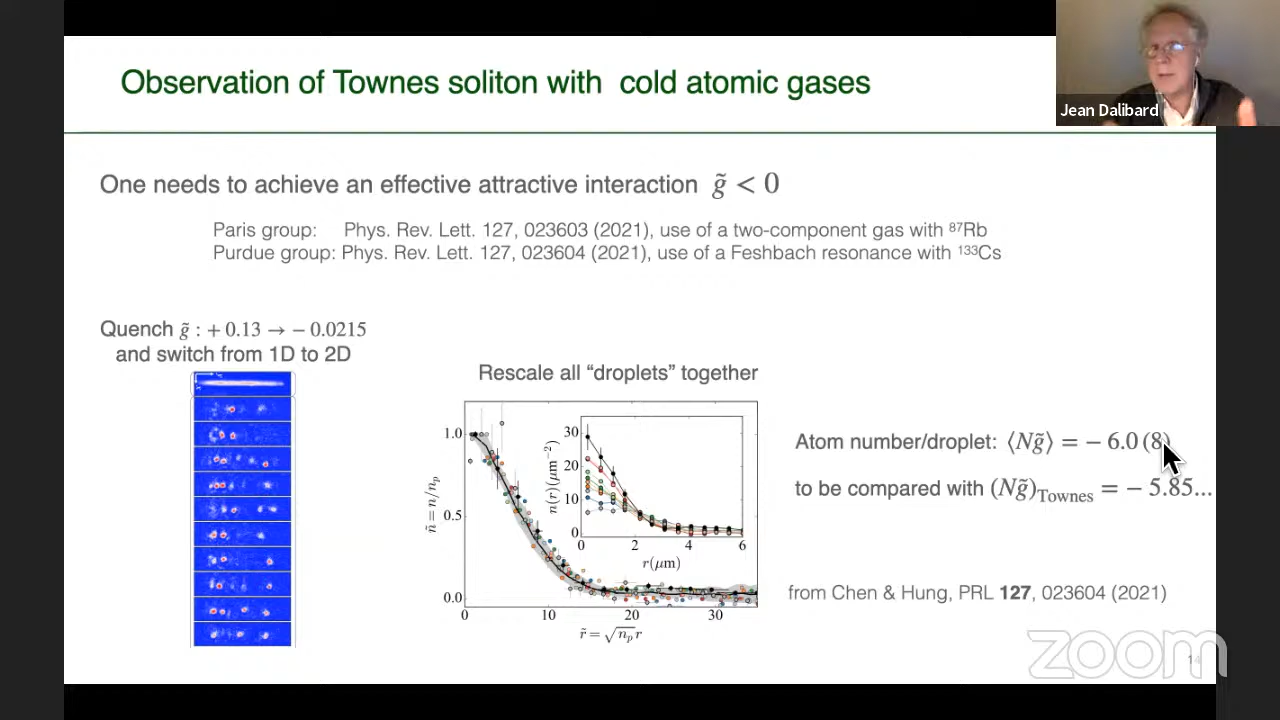 Observation of Townes soliton with cold atomic gases
Jean Dalibard
One needs to achieve an effective attractive interaction g̃ < 0
Paris group: Phys. Rev. Lett. 127, 023603 (2021), use of a two-component gas with ⁸⁷Rb
Purdue group: Phys. Rev. Lett. 127, 023604 (2021), use of a Feshbach resonance with ¹³³Cs
Quench g̃ : + 0.13 → − 0.0215
and switch from 1D to 2D
Rescale all “droplets” together
1.0
0.5
0.0
ñ = n/nₚ
0 10 20 30
r̃ = √nₚ r
30
20
10
0
n(r)(μm⁻²)
0 2 4 6
r(μm)
Atom number/droplet: ⟨Ng̃⟩ = − 6.0 (8)
to be compared with (Ng̃)Townes = − 5.85...
from Chen & Hung, PRL 127, 023604 (2021)
zoom